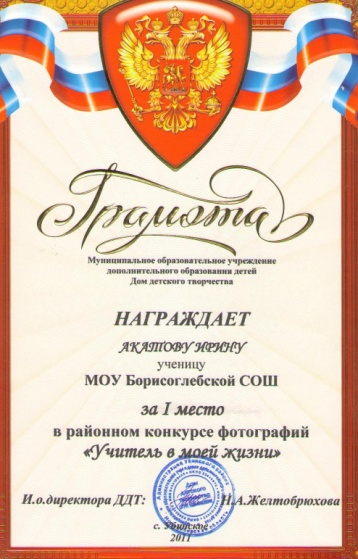 Грамота
Муниципальное образовательное учреждение
дополнительного образования детей
Дом детского творчества
НАГРАЖДАЕТ
АКАТОВУ ИРИНУ
ученицу
МОУ Борисоглебской СОШ
за I место
в районном конкурсе фотографий
«Учитель в моей жизни»
И.о.директора ДДТ: Н.А.Желтобрюхова
с. Убинское
2011